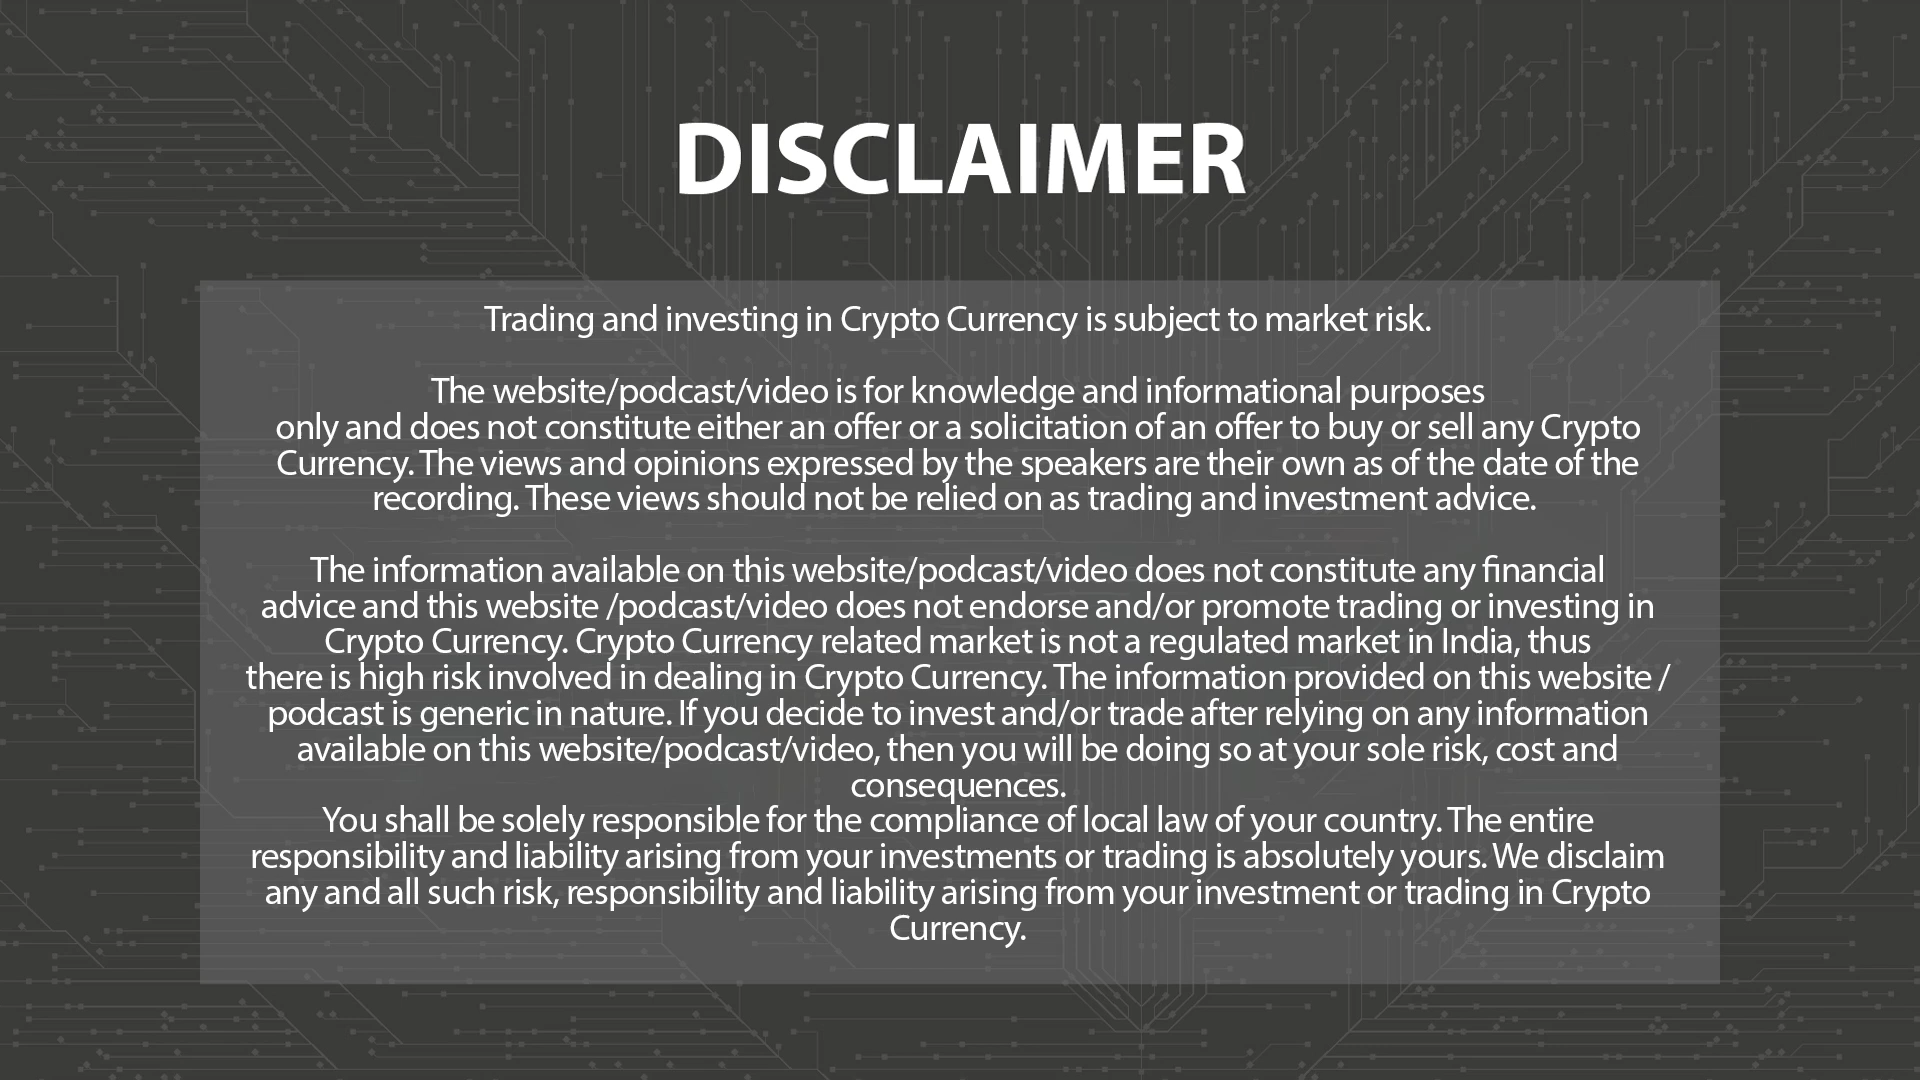 DISCLAIMER
Trading and investing in Crypto Currency is subject to market risk.
The website/podcast/video is for knowledge and informational purposes
only and does not constitute either an offer or a solicitation of an offer to buy or sell any Crypto
Currency. The views and opinions expressed by the speakers are their own as of the date of the
recording. These views should not be relied on as trading and investment advice.
The information available on this website/podcast/video does not constitute any financial
advice and this website /podcast/video does not endorse and/or promote trading or investing in
Crypto Currency. Crypto Currency related market is not a regulated market in India, thus
there is high risk involved in dealing in Crypto Currency. The information provided on this website /
podcast is generic in nature. If you decide to invest and/or trade after relying on any information
available on this website/podcast/video, then you will be doing so at your sole risk, cost and
consequences.
You shall be solely responsible for the compliance of local law of your country. The entire
responsibility and liability arising from your investments or trading is absolutely yours. We disclaim
any and all such risk, responsibility and liability arising from your investment or trading in Crypto
Currency.